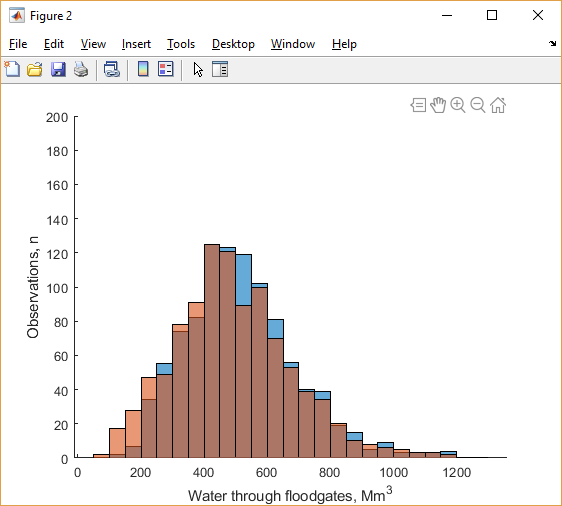 Figure 2
File Edit View Insert Tools Desktop Window Help
200
180
160
140
120
100
80
60
40
20
0
Observations, n
0 200 400 600 800 1000 1200
Water through floodgates, Mm³